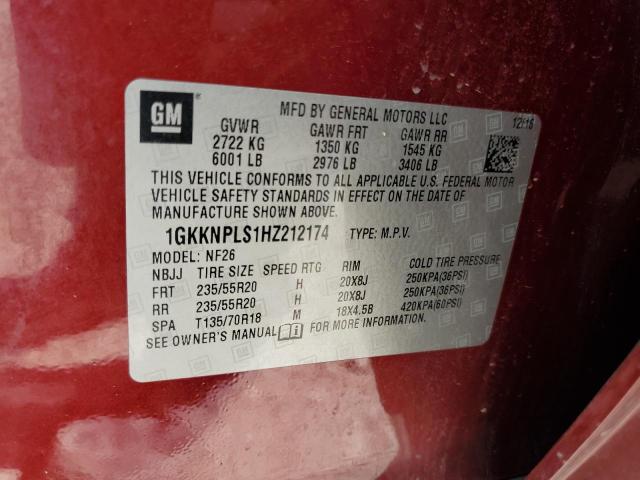 GM
MFD BY GENERAL MOTORS LLC 12/16
GVWR GAWR FRT GAWR RR
2722 KG 1350 KG 1545 KG
6001 LB 2976 LB 3406 LB
THIS VEHICLE CONFORMS TO ALL APPLICABLE U.S. FEDERAL MOTOR
VEHICLE SAFETY STANDARDS IN EFFECT ON THE DATE OF
MANUFACTURE SHOWN ABOVE.
1GKKNPLS1HZ212174 TYPE: M.P.V.
MODEL: NF26
NBJJ TIRE SIZE SPEED RTG RIM COLD TIRE PRESSURE
FRT 235/55R20 H 20X8J 250KPA(36PSI)
RR 235/55R20 H 20X8J 250KPA(36PSI)
SPA T135/70R18 M 18X4.5B 420KPA(60PSI)
SEE OWNER'S MANUAL FOR MORE INFORMATION.